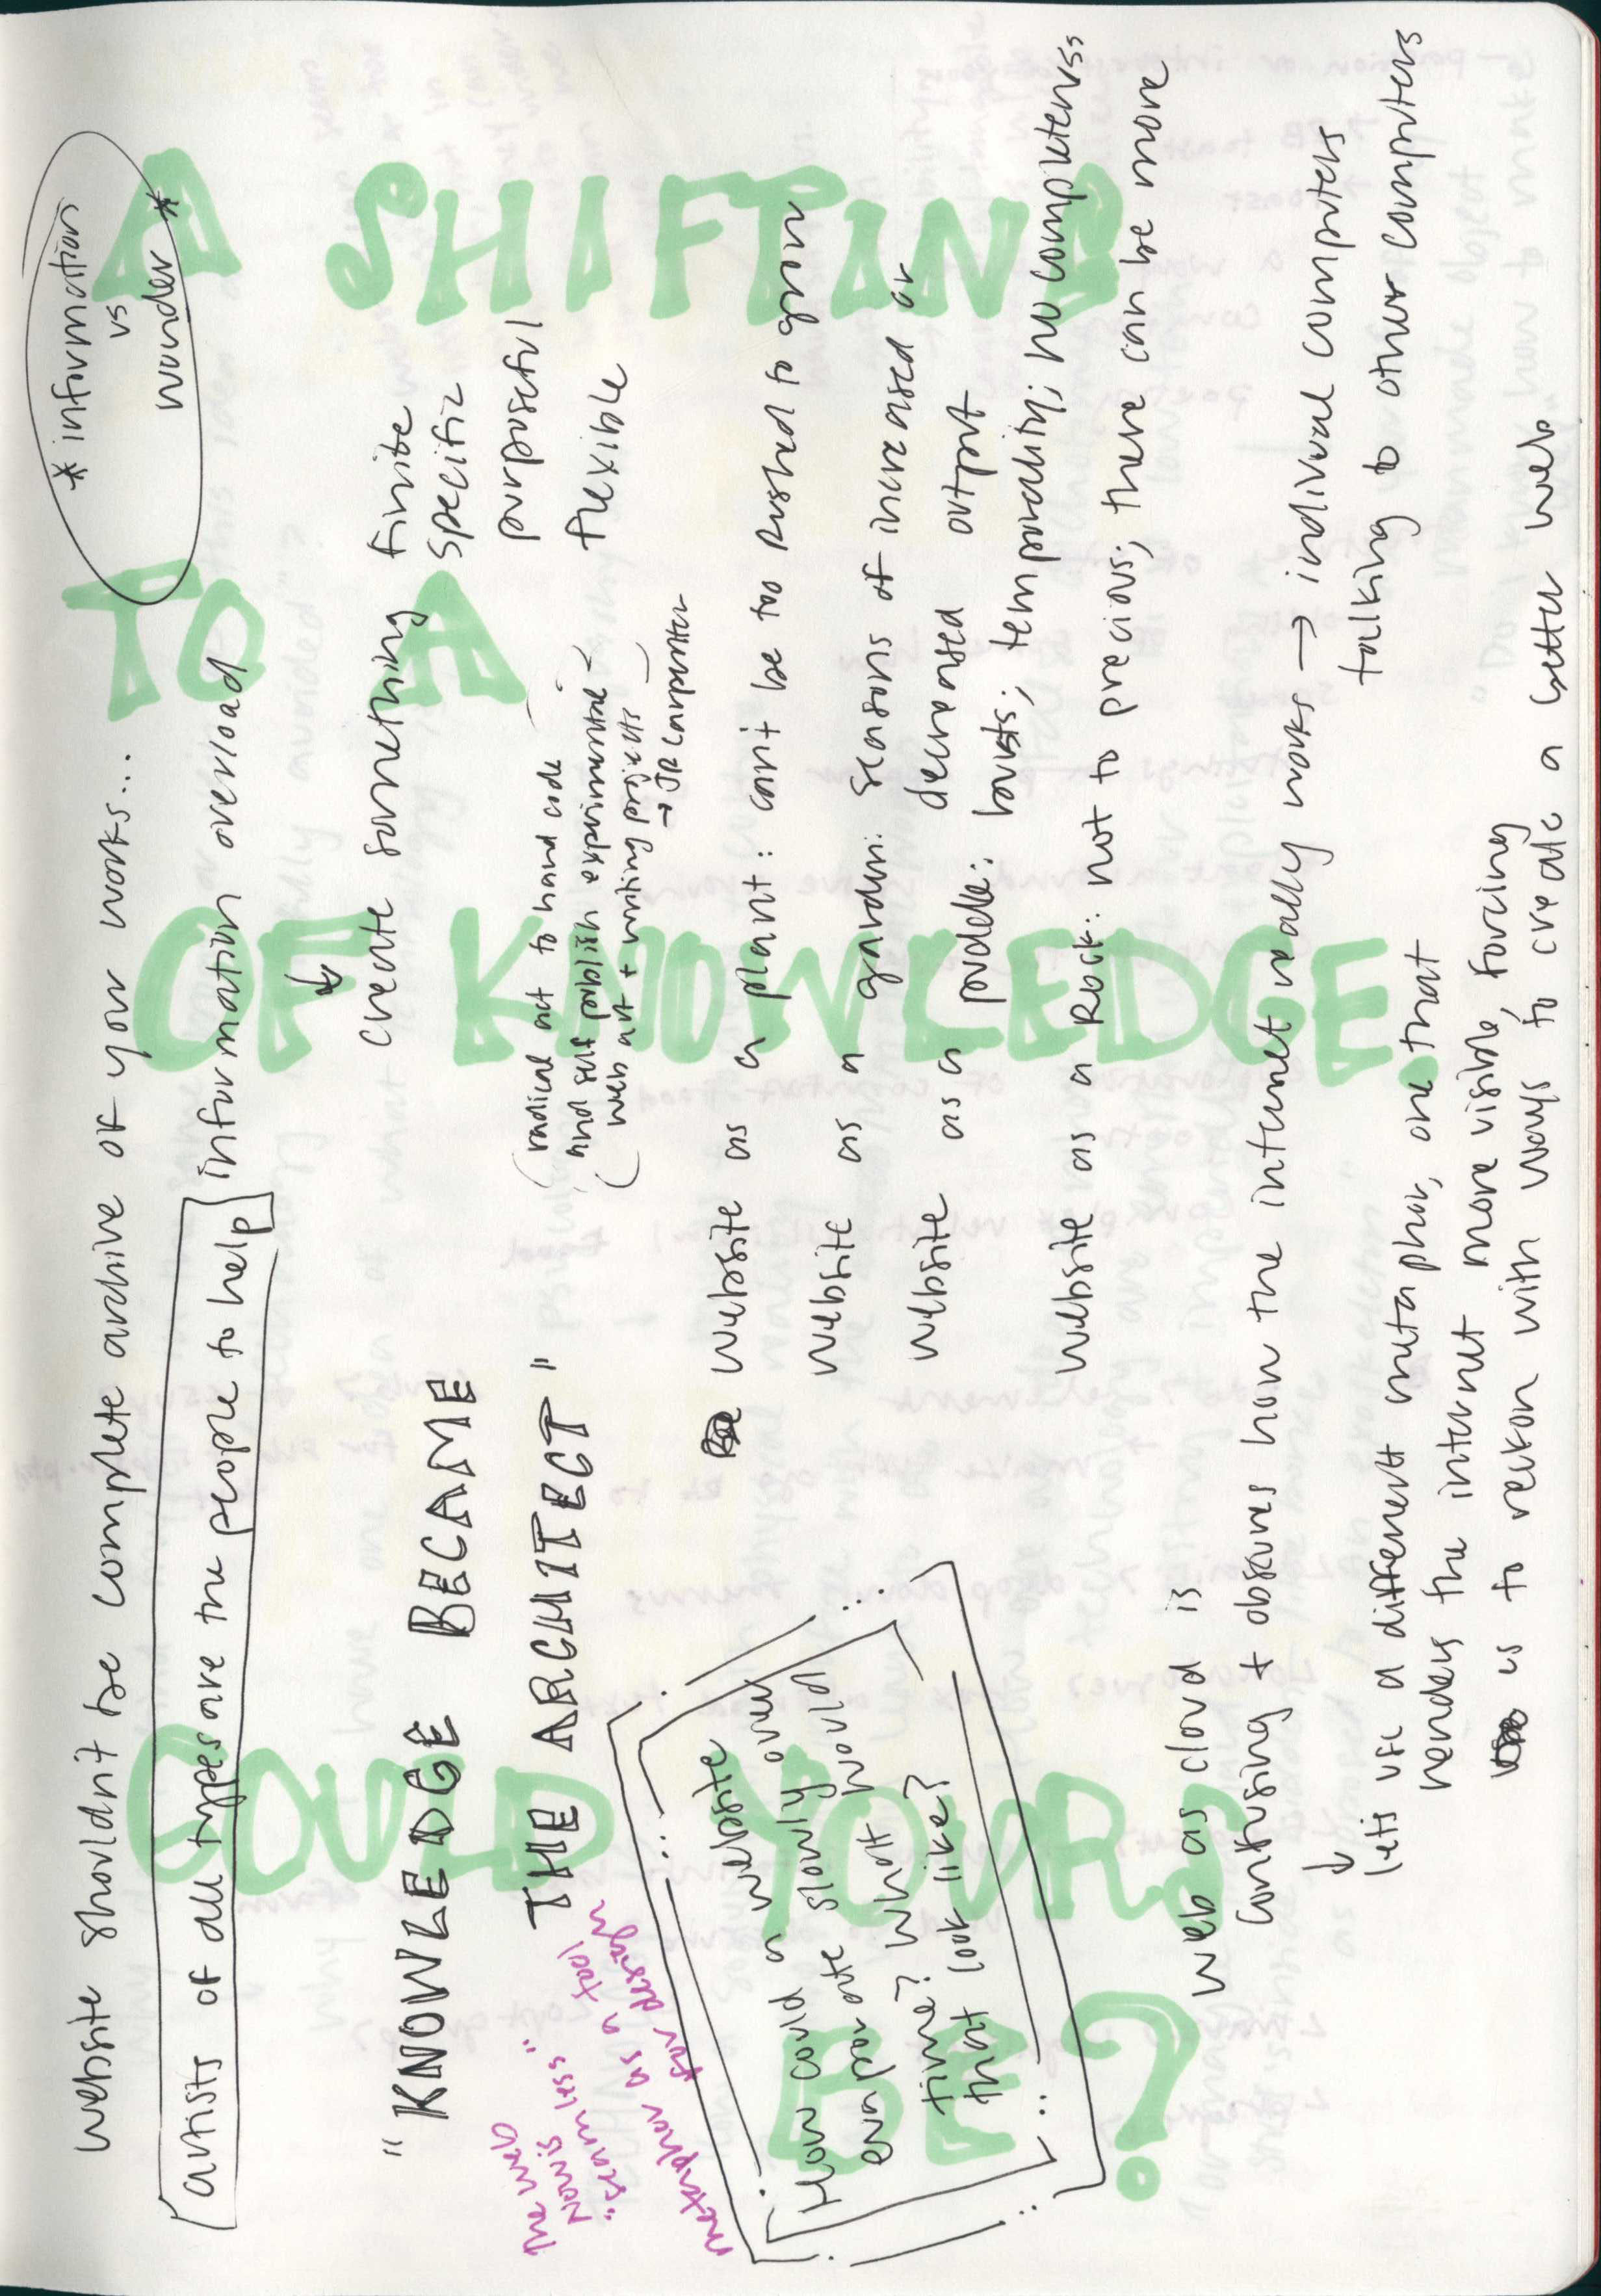 website shouldn't be complete archive of your works...
artists of all types are the people to help
information overload
create something
finite
specific
purposeful
flexible
* information
vs
wonder *
"KNOWLEDGE BECAME
THE ARCHITECT"
(radical act to hand code
and self publish experimental
web art + writing projects)
→ JR Carpenter
the web
now is
"seamless"
metaphor as a tool
for design
website as a plant: can't be too rushed to grow
website as a garden: seasons of increased or
decreased output
website as a puddle: bursts; temporality; no completenss
website as a Rock: not to precious; there can be more
How could a website
evaporate slowly over
time? What would
that look like?
web as cloud is
confusing + obscures how the internet really works → indiviual computers
talking to other computers
let's use a different metaphor, one that
renders the internet more visible, forcing
us to reckon with ways to create a better web
A SHIFTING
TO A
OF KNOWLEDGE.
COULD YOURS
BE?